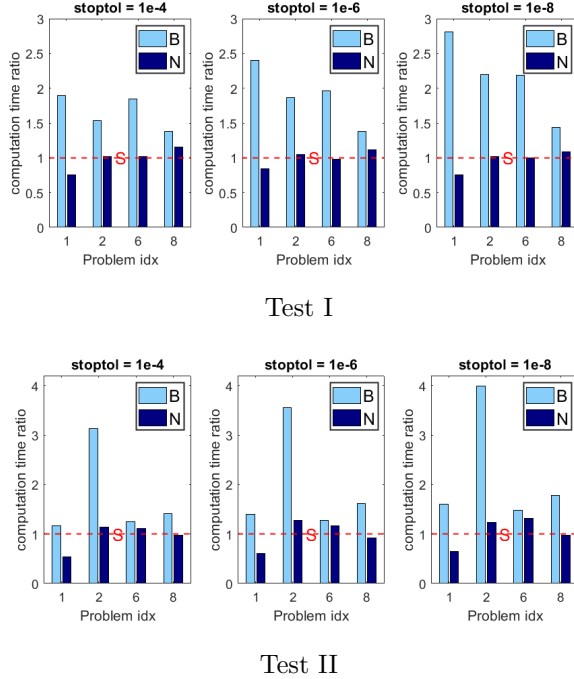 stoptol = 1e-4
3
2.5
2
1.5
1
0.5
0
computation time ratio
B
N
S
1 2 6 8
Problem idx
stoptol = 1e-6
3
2.5
2
1.5
1
0.5
0
computation time ratio
B
N
S
1 2 6 8
Problem idx
stoptol = 1e-8
3
2.5
2
1.5
1
0.5
0
computation time ratio
B
N
S
1 2 6 8
Problem idx
Test I
stoptol = 1e-4
4
3
2
1
0
computation time ratio
B
N
S
1 2 6 8
Problem idx
stoptol = 1e-6
4
3
2
1
0
computation time ratio
B
N
S
1 2 6 8
Problem idx
stoptol = 1e-8
4
3
2
1
0
computation time ratio
B
N
S
1 2 6 8
Problem idx
Test II